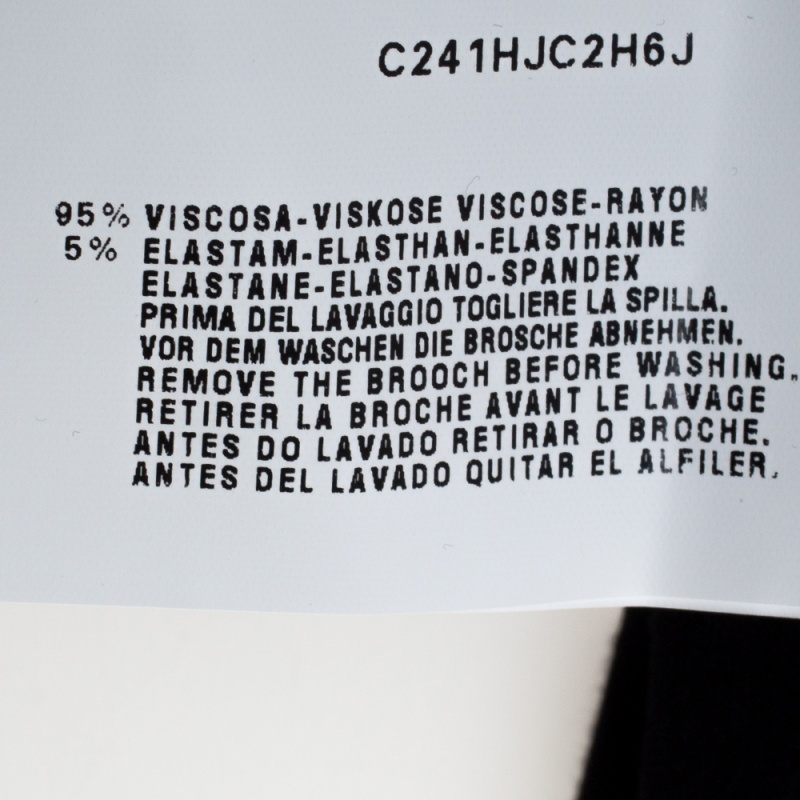 C241HJC2H6J
95% VISCOSA-VISKOSE VISCOSE-RAYON
5% ELASTAM-ELASTHAN-ELASTHANNE
ELASTANE-ELASTANO-SPANDEX
PRIMA DEL LAVAGGIO TOGLIERE LA SPILLA.
VOR DEM WASCHEN DIE BROSCHE ABNEHMEN.
REMOVE THE BROOCH BEFORE WASHING.
RETIRER LA BROCHE AVANT LE LAVAGE
ANTES DO LAVADO RETIRAR O BROCHE.
ANTES DEL LAVADO QUITAR EL ALFILER.